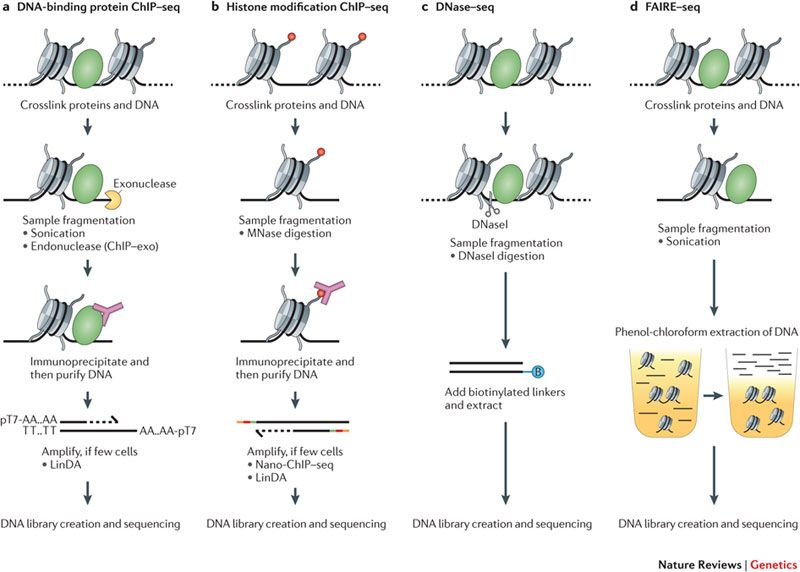 a DNA-binding protein ChIP–seq
Crosslink proteins and DNA
Exonuclease
Sample fragmentation
• Sonication
• Endonuclease (ChIP–exo)
Immunoprecipitate and
then purify DNA
pT7-AA..AA
TT..TT
AA..AA-pT7
Amplify, if few cells
• LinDA
DNA library creation and sequencing
b Histone modification ChIP–seq
Crosslink proteins and DNA
Sample fragmentation
• MNase digestion
Immunoprecipitate and
then purify DNA
Amplify, if few cells
• Nano-ChIP–seq
• LinDA
DNA library creation and sequencing
c DNase–seq
DNaseI
Sample fragmentation
• DNaseI digestion
B
Add biotinylated linkers
and extract
DNA library creation and sequencing
d FAIRE–seq
Crosslink proteins and DNA
Sample fragmentation
• Sonication
Phenol-chloroform extraction of DNA
DNA library creation and sequencing
Nature Reviews | Genetics